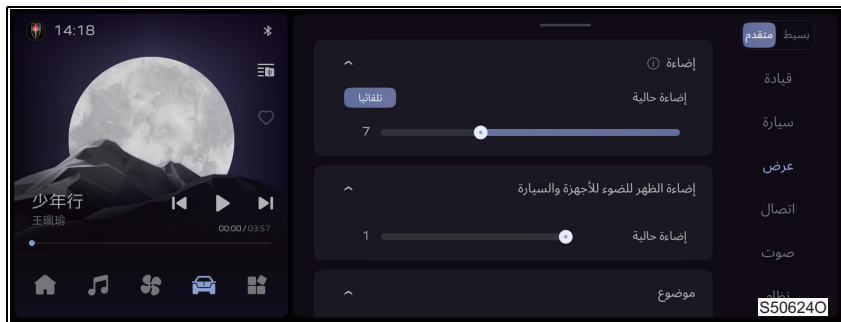 14:18
少年行
王珮瑜
00:00 / 03:57
إضاءة
إضاءة حالية
تلقائيا
7
إضاءة الظهر للضوء للأجهزة والسيارة
إضاءة حالية
1
موضوع
بسيط
متقدم
قيادة
سيارة
عرض
اتصال
صوت
نظام
S50624O